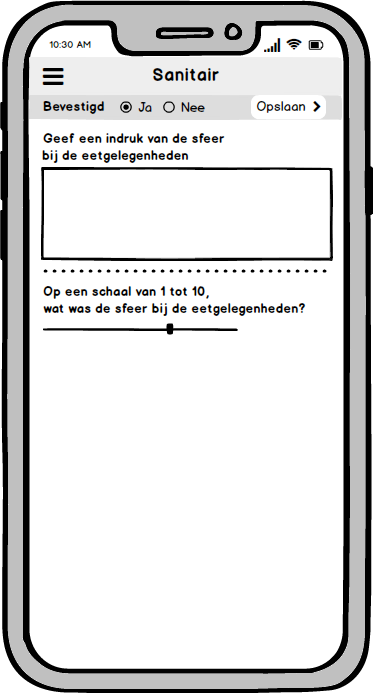 10:30 AM
Sanitair
Bevestigd Ja Nee Opslaan
Geef een indruk van de sfeer
bij de eetgelegenheden
Op een schaal van 1 tot 10,
wat was de sfeer bij de eetgelegenheden?